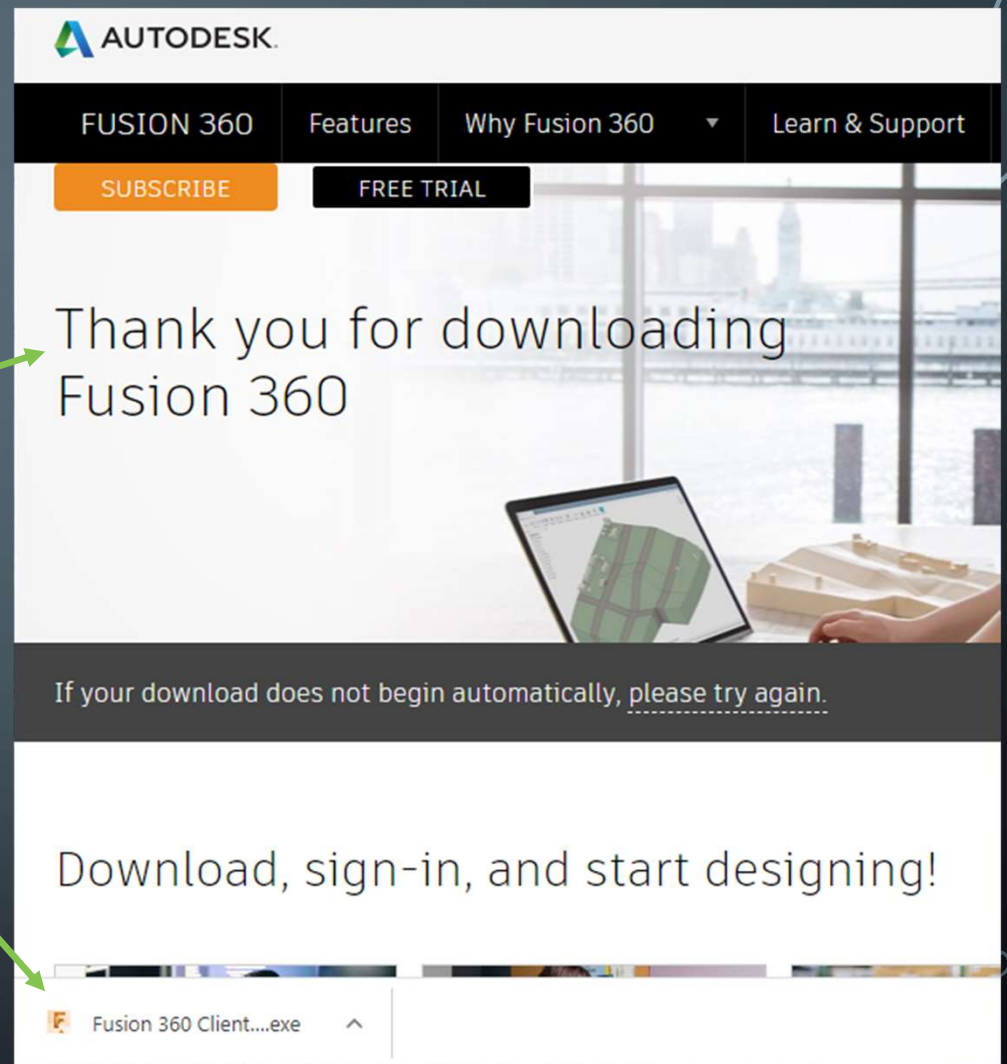 AUTODESK.
FUSION 360 Features Why Fusion 360 ▼ Learn & Support
SUBSCRIBE FREE TRIAL
Thank you for downloading
Fusion 360
If your download does not begin automatically, please try again.
Download, sign-in, and start designing!
Fusion 360 Client....exe